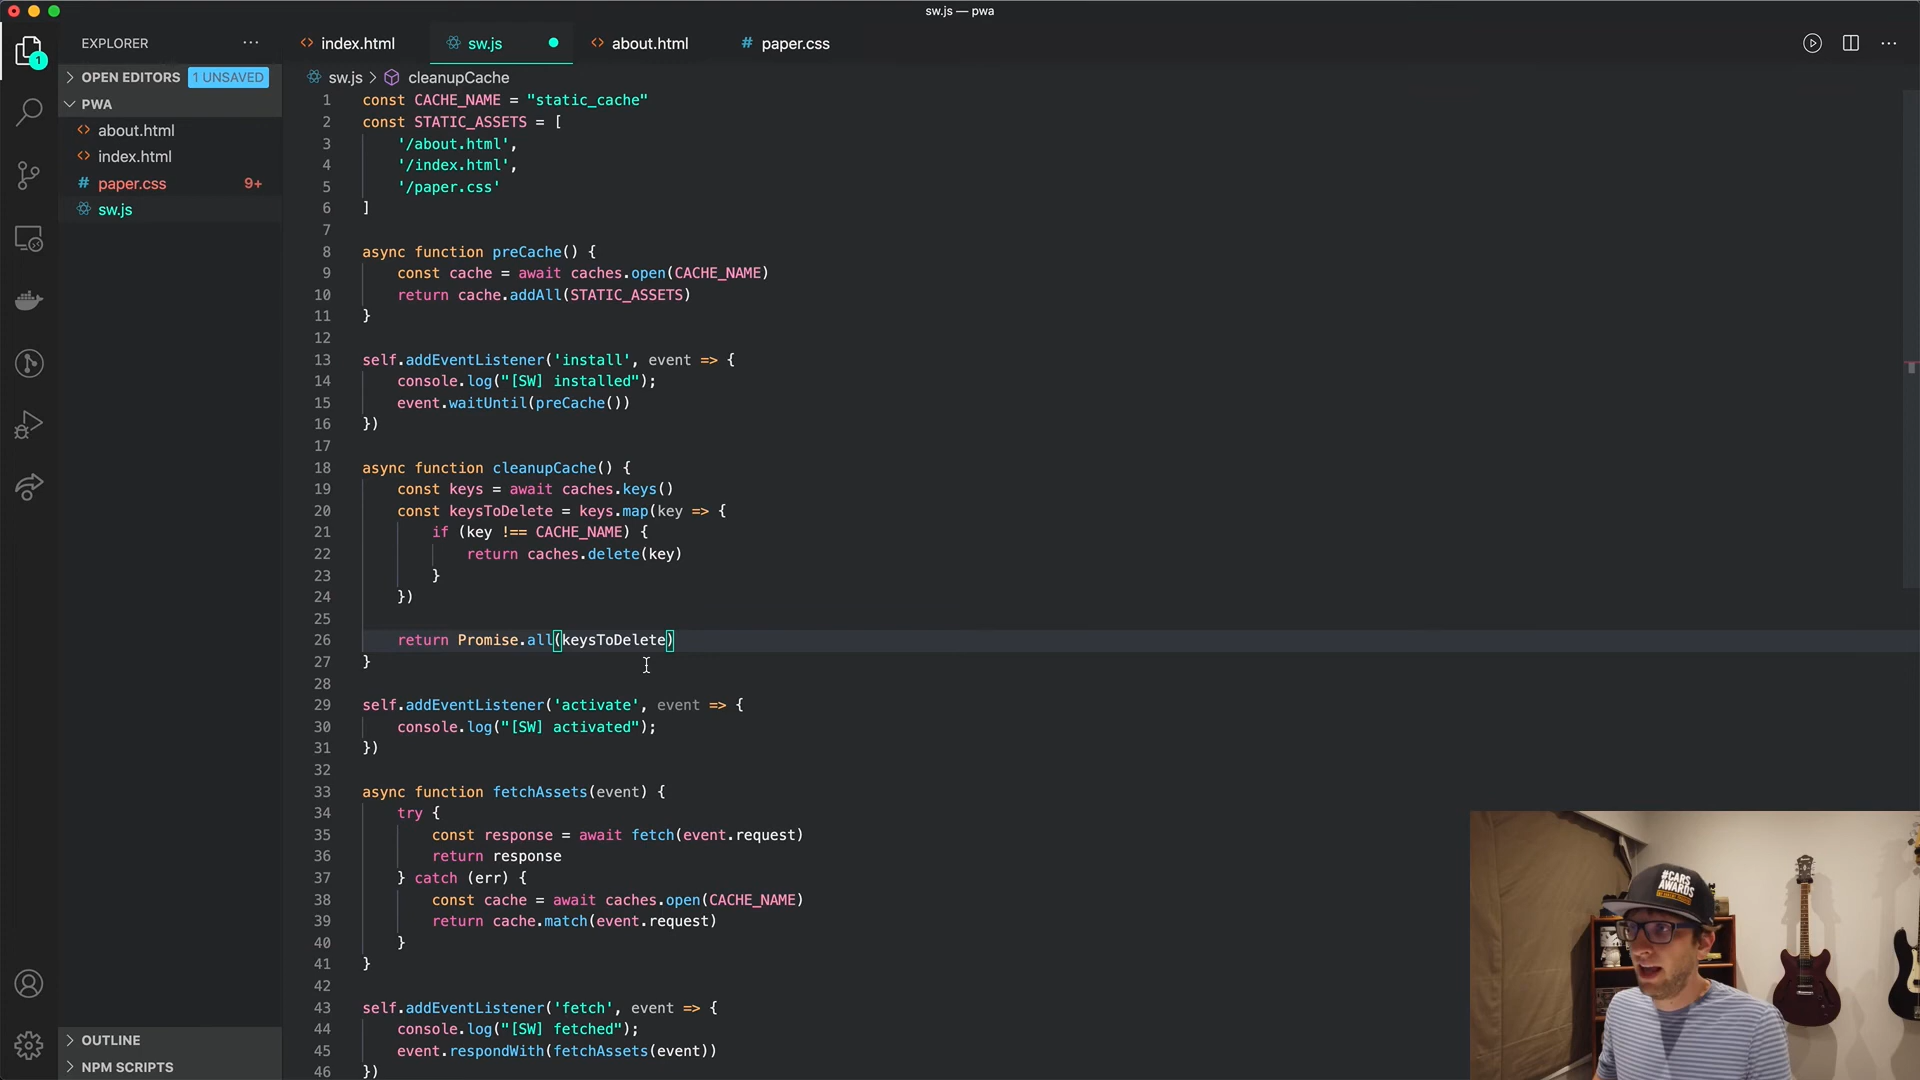 sw.js — pwa
EXPLORER
index.html
sw.js
about.html
# paper.css
1
OPEN EDITORS 1 UNSAVED
sw.js > cleanupCache
PWA
about.html
index.html
# paper.css 9+
sw.js
1 const CACHE_NAME = "static_cache"
2 const STATIC_ASSETS = [
3 '/about.html',
4 '/index.html',
5 '/paper.css'
6 ]
7
8 async function preCache() {
9 const cache = await caches.open(CACHE_NAME)
10 return cache.addAll(STATIC_ASSETS)
11 }
12
13 self.addEventListener('install', event => {
14 console.log("[SW] installed");
15 event.waitUntil(preCache())
16 })
17
18 async function cleanupCache() {
19 const keys = await caches.keys()
20 const keysToDelete = keys.map(key => {
21 if (key !== CACHE_NAME) {
22 return caches.delete(key)
23 }
24 })
25
26 return Promise.all(keysToDelete)
27 }
28
29 self.addEventListener('activate', event => {
30 console.log("[SW] activated");
31 })
32
33 async function fetchAssets(event) {
34 try {
35 const response = await fetch(event.request)
36 return response
37 } catch (err) {
38 const cache = await caches.open(CACHE_NAME)
39 return cache.match(event.request)
40 }
41 }
42
43 self.addEventListener('fetch', event => {
44 console.log("[SW] fetched");
45 event.respondWith(fetchAssets(event))
46 })
OUTLINE
NPM SCRIPTS
#CARS
AWARDS